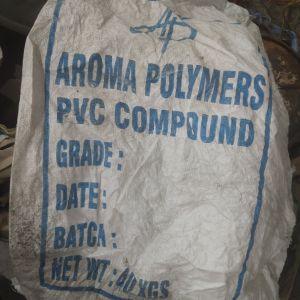 AROMA POLYMERS
PVC COMPOUND
GRADE :
DATE :
BATCA :
NET WT : 40 KGS